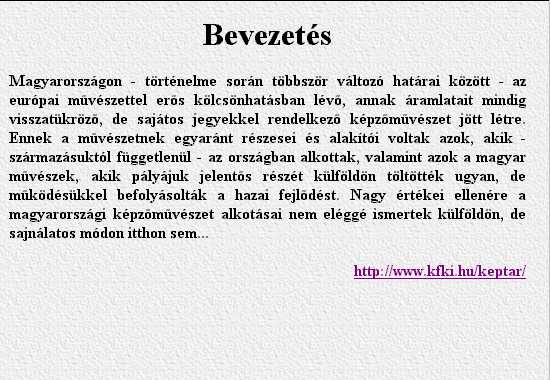 Bevezetés
Magyarországon - történelme során többször változó határai között - az
európai művészettel erős kölcsönhatásban lévő, annak áramlatait mindig
visszatükröző, de sajátos jegyekkel rendelkező képzőművészet jött létre.
Ennek a művészetnek egyaránt részesei és alakítói voltak azok, akik -
származásuktól függetlenül - az országban alkottak, valamint azok a magyar
művészek, akik pályájuk jelentős részét külföldön töltötték ugyan, de
működésükkel befolyásolták a hazai fejlődést. Nagy értékei ellenére a
magyarországi képzőművészet alkotásai nem eléggé ismertek külföldön, de
sajnálatos módon itthon sem...
http://www.kfki.hu/keptar/